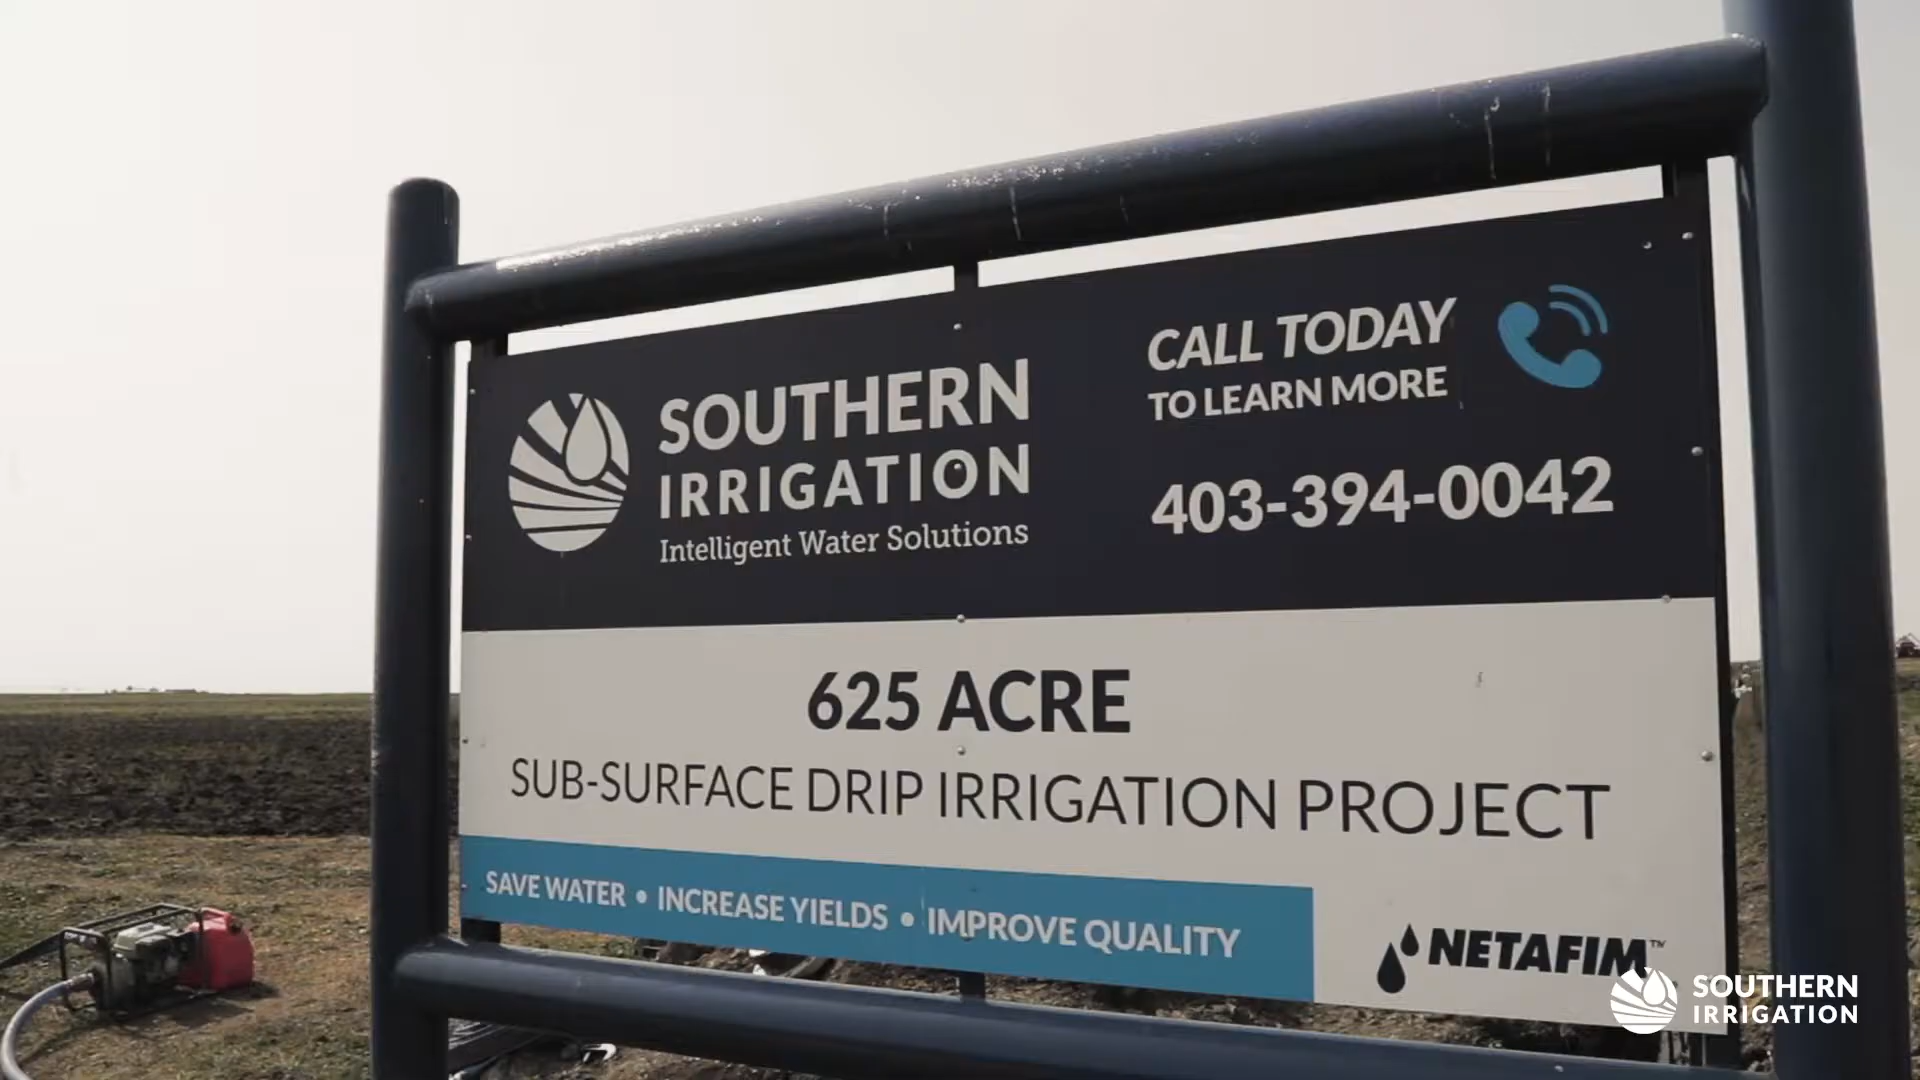 SOUTHERN
IRRIGATION
Intelligent Water Solutions
CALL TODAY
TO LEARN MORE
403-394-0042
625 ACRE
SUB-SURFACE DRIP IRRIGATION PROJECT
SAVE WATER • INCREASE YIELDS • IMPROVE QUALITY
NETAFIM™
SOUTHERN
IRRIGATION